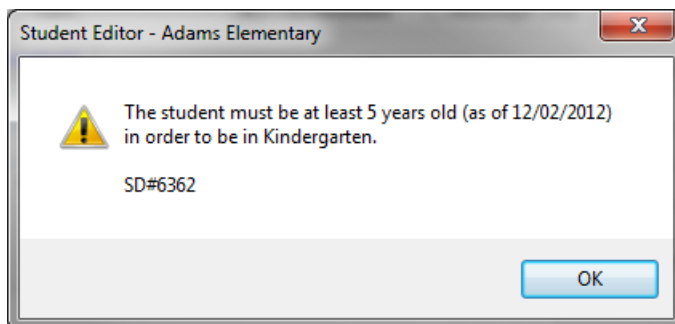 Student Editor - Adams Elementary
The student must be at least 5 years old (as of 12/02/2012)
in order to be in Kindergarten.
SD#6362
OK